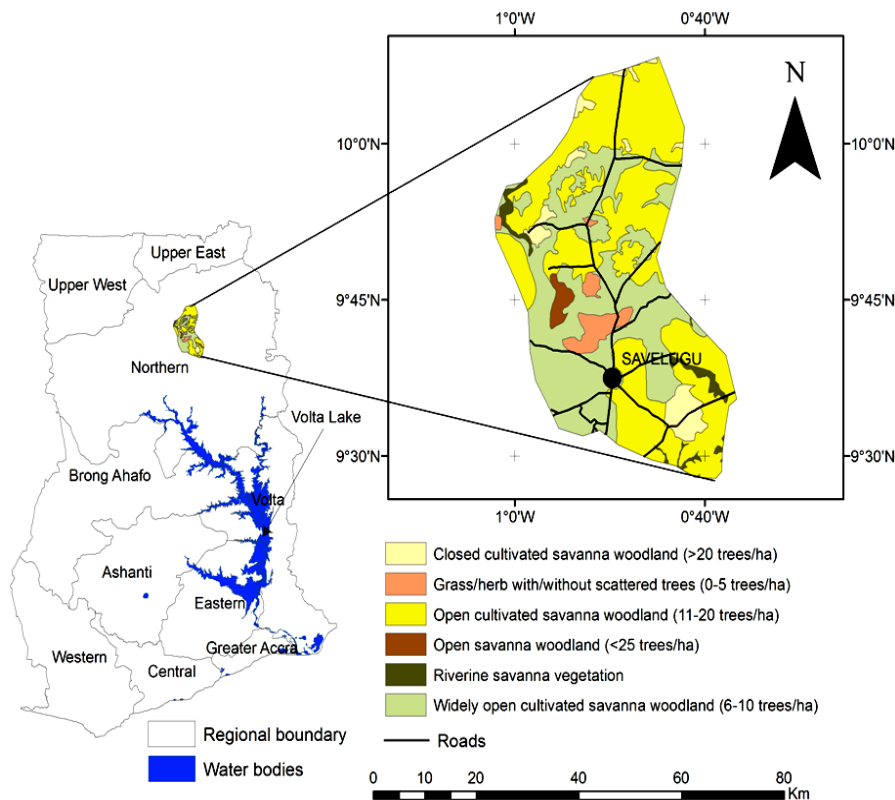 1°0'W 0°40'W
N
10°0'N 10°0'N
9°45'N 9°45'N
SAVELUGU
9°30'N 9°30'N
1°0'W 0°40'W
Upper East
Upper West
Northern
Volta Lake
Brong Ahafo
Volta
Ashanti
Eastern
Greater Accra
Western
Central
Closed cultivated savanna woodland (>20 trees/ha)
Grass/herb with/without scattered trees (0-5 trees/ha)
Open cultivated savanna woodland (11-20 trees/ha)
Open savanna woodland (<25 trees/ha)
Riverine savanna vegetation
Widely open cultivated savanna woodland (6-10 trees/ha)
Regional boundary
Roads
Water bodies
0 10 20 40 60 80
Km